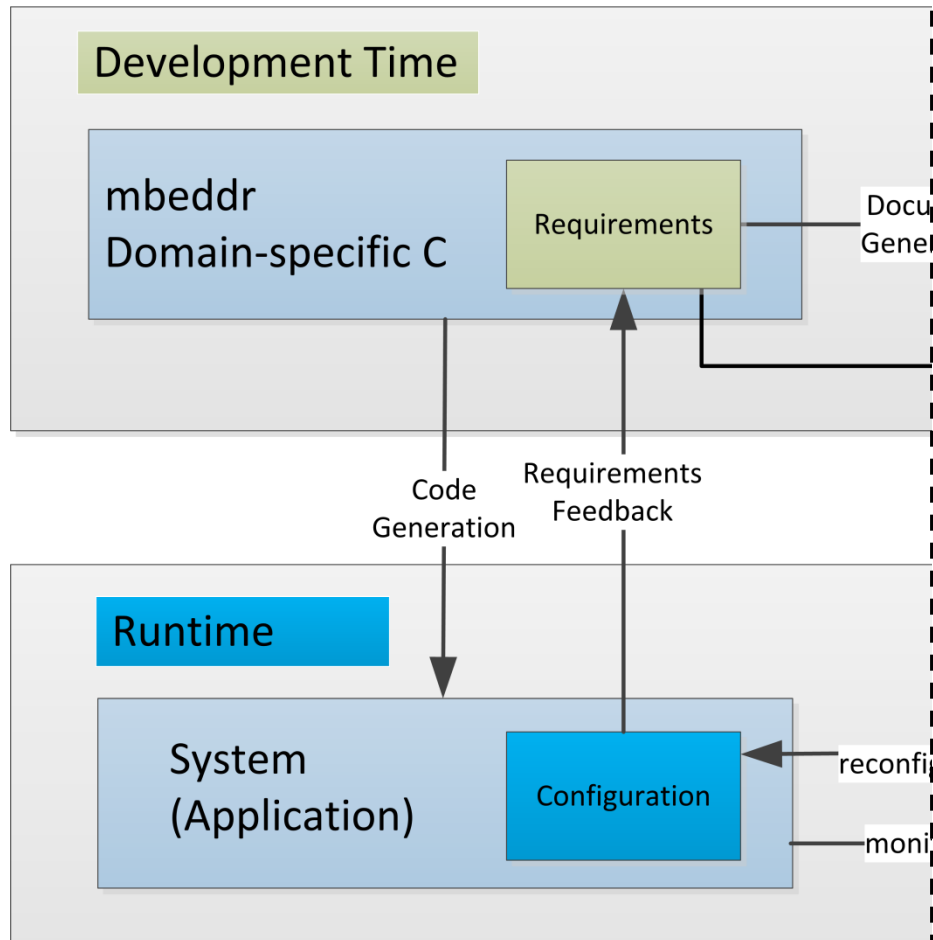 Development Time
mbeddr
Domain-specific C
Requirements
Code
Generation
Requirements
Feedback
Runtime
System
(Application)
Configuration